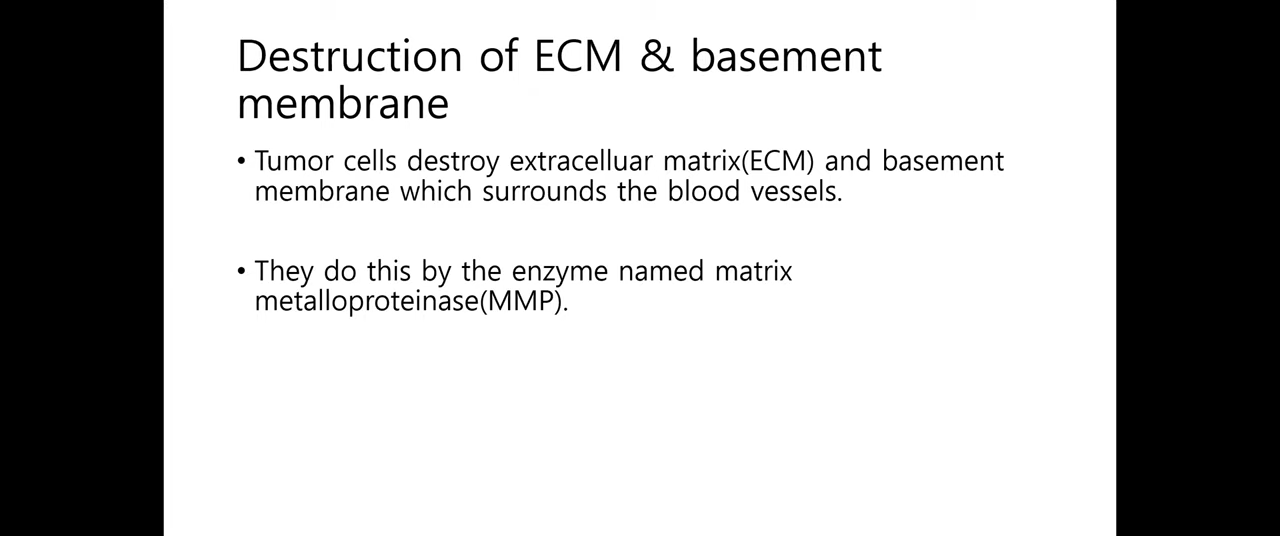 Destruction of ECM & basement
membrane
• Tumor cells destroy extracelluar matrix(ECM) and basement
membrane which surrounds the blood vessels.
• They do this by the enzyme named matrix
metalloproteinase(MMP).